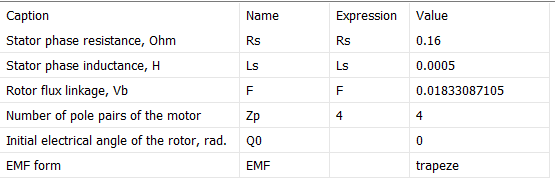 Caption Name Expression Value
Stator phase resistance, Ohm Rs Rs 0.16
Stator phase inductance, H Ls Ls 0.0005
Rotor flux linkage, Vb F F 0.01833087105
Number of pole pairs of the motor Zp 4 4
Initial electrical angle of the rotor, rad. Q0 0
EMF form EMF trapeze